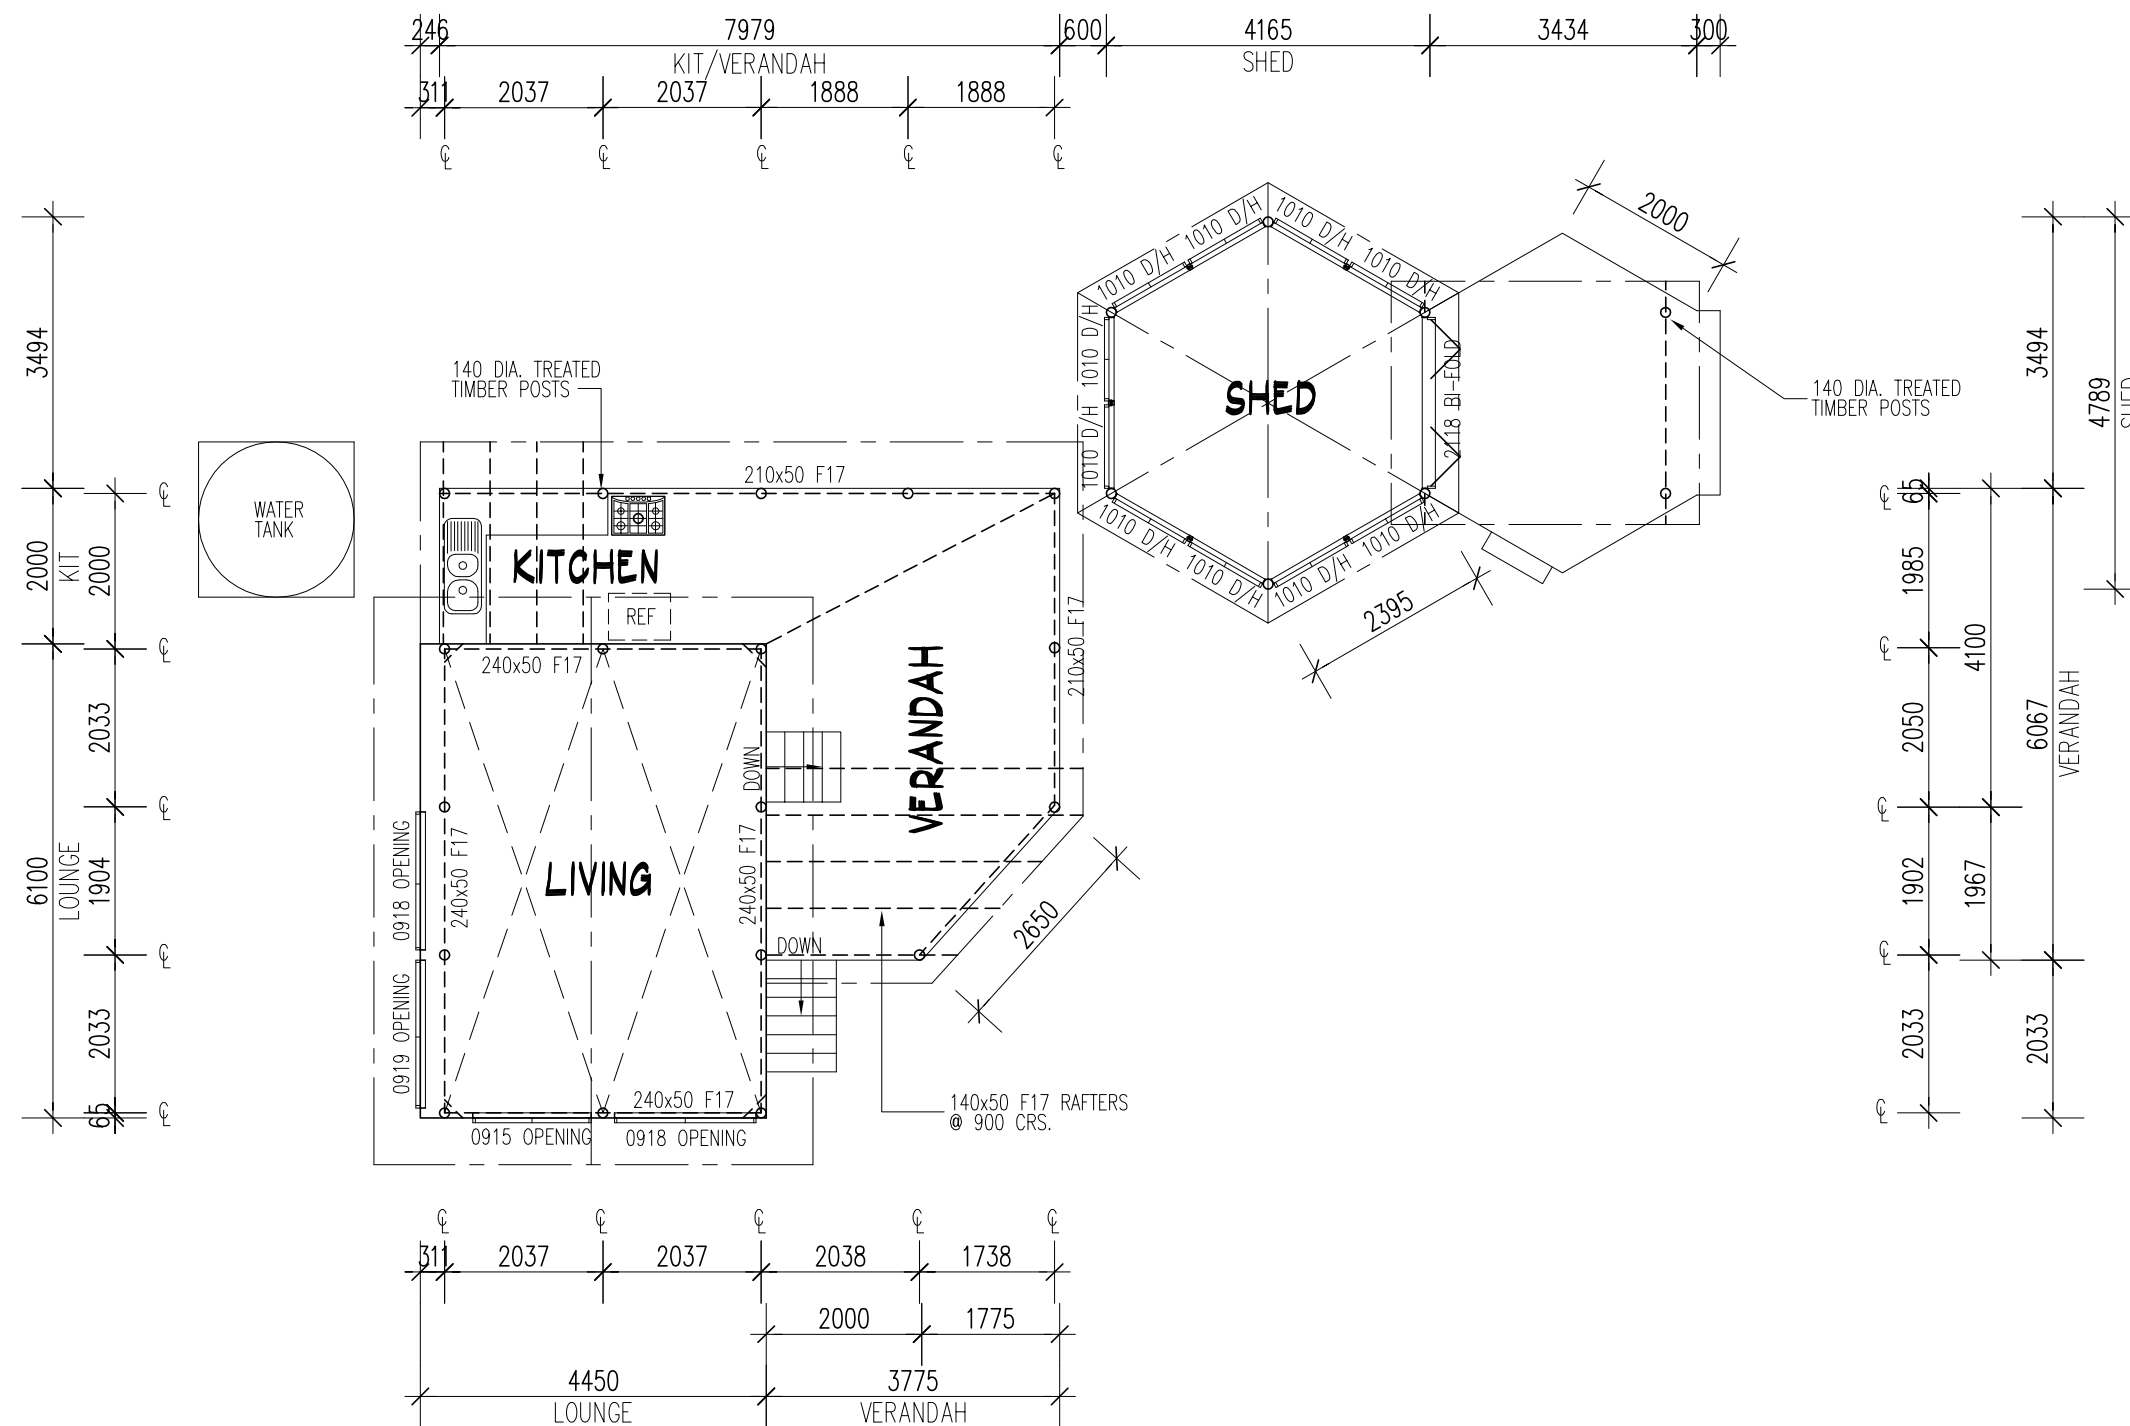 246 7979 600 4165 3434 300
KIT/VERANDAH SHED
311 2037 2037 1888 1888
℄ ℄ ℄ ℄ ℄
1010 D/H 1010 D/H
1010 D/H 1010 D/H
1010 D/H 1010 D/H
1010 D/H 1010 D/H
1010 D/H 1010 D/H
2118 BI-FOLD
SHED
2000
2395
140 DIA. TREATED
TIMBER POSTS
140 DIA. TREATED
TIMBER POSTS
WATER
TANK
210x50 F17
KITCHEN
REF
240x50 F17
210x50 F17
VERANDAH
DOWN
LIVING
240x50 F17
240x50 F17
0918 OPENING
0919 OPENING
DOWN
2650
240x50 F17
0915 OPENING
0918 OPENING
140x50 F17 RAFTERS
@ 900 CRS.
3494
2000
KIT
6100
LOUNGE
2000
2033
1904
2033
65
℄ ℄ ℄ ℄ ℄
65
1985
2050
1902
2033
℄ ℄ ℄ ℄ ℄
4100
1967
3494
6067
VERANDAH
2033
4789
SHED
℄ ℄ ℄ ℄ ℄
311 2037 2037 2038 1738
2000 1775
4450 3775
LOUNGE VERANDAH